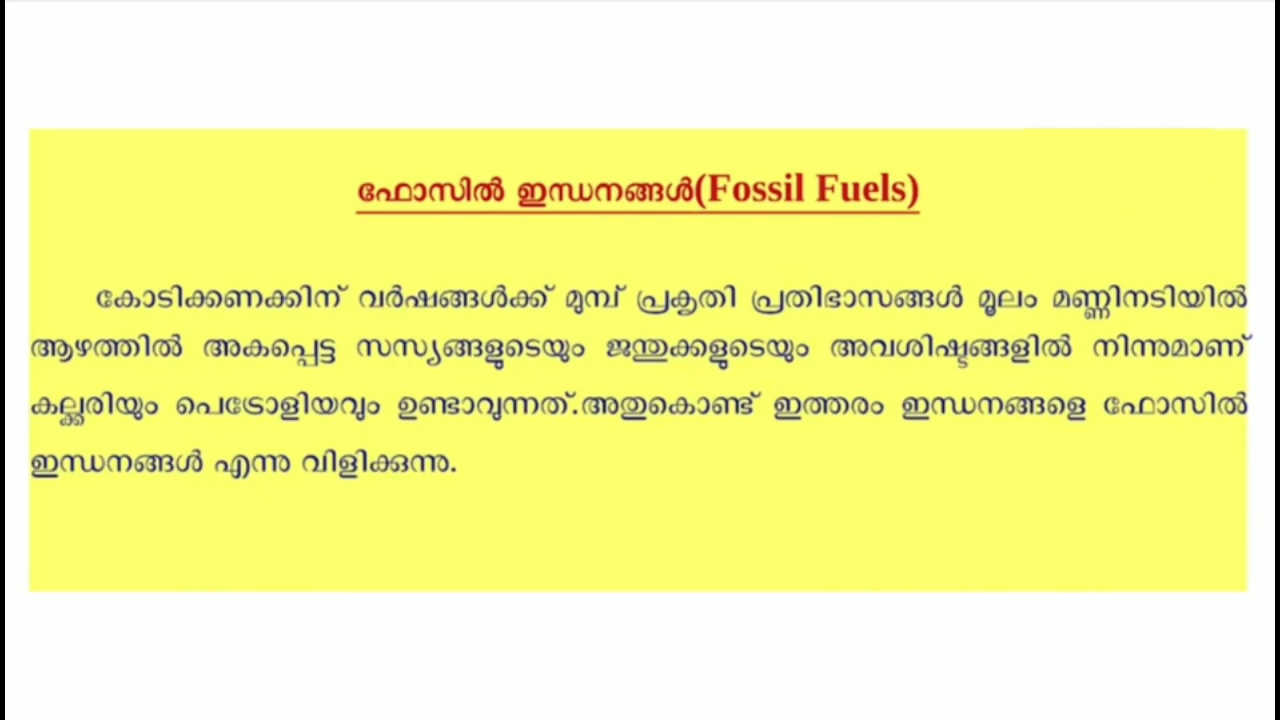 ഫോസിൽ ഇന്ധനങ്ങൾ(Fossil Fuels)
കോടിക്കണക്കിന് വർഷങ്ങൾക്ക് മുമ്പ് പ്രകൃതി പ്രതിഭാസങ്ങൾ മൂലം മണ്ണിനടിയിൽ
ആഴത്തിൽ അകപ്പെട്ട സസ്യങ്ങളുടെയും ജന്തുക്കളുടെയും അവശിഷ്ടങ്ങളിൽ നിന്നുമാണ്
കല്ക്കരിയും പെട്രോളിയവും ഉണ്ടാവുന്നത്.അതുകൊണ്ട് ഇത്തരം ഇന്ധനങ്ങളെ ഫോസിൽ
ഇന്ധനങ്ങൾ എന്നു വിളിക്കുന്നു.